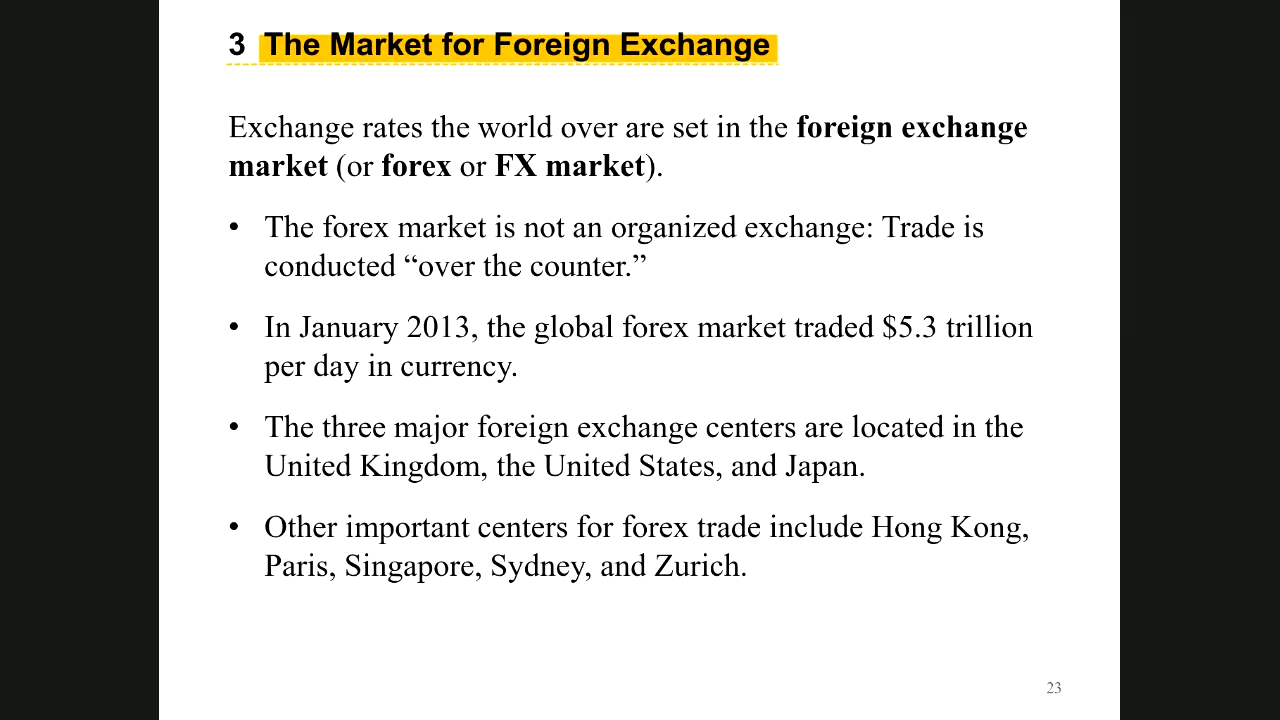 3 The Market for Foreign Exchange
Exchange rates the world over are set in the foreign exchange
market (or forex or FX market).
• The forex market is not an organized exchange: Trade is
conducted “over the counter.”
• In January 2013, the global forex market traded $5.3 trillion
per day in currency.
• The three major foreign exchange centers are located in the
United Kingdom, the United States, and Japan.
• Other important centers for forex trade include Hong Kong,
Paris, Singapore, Sydney, and Zurich.
23